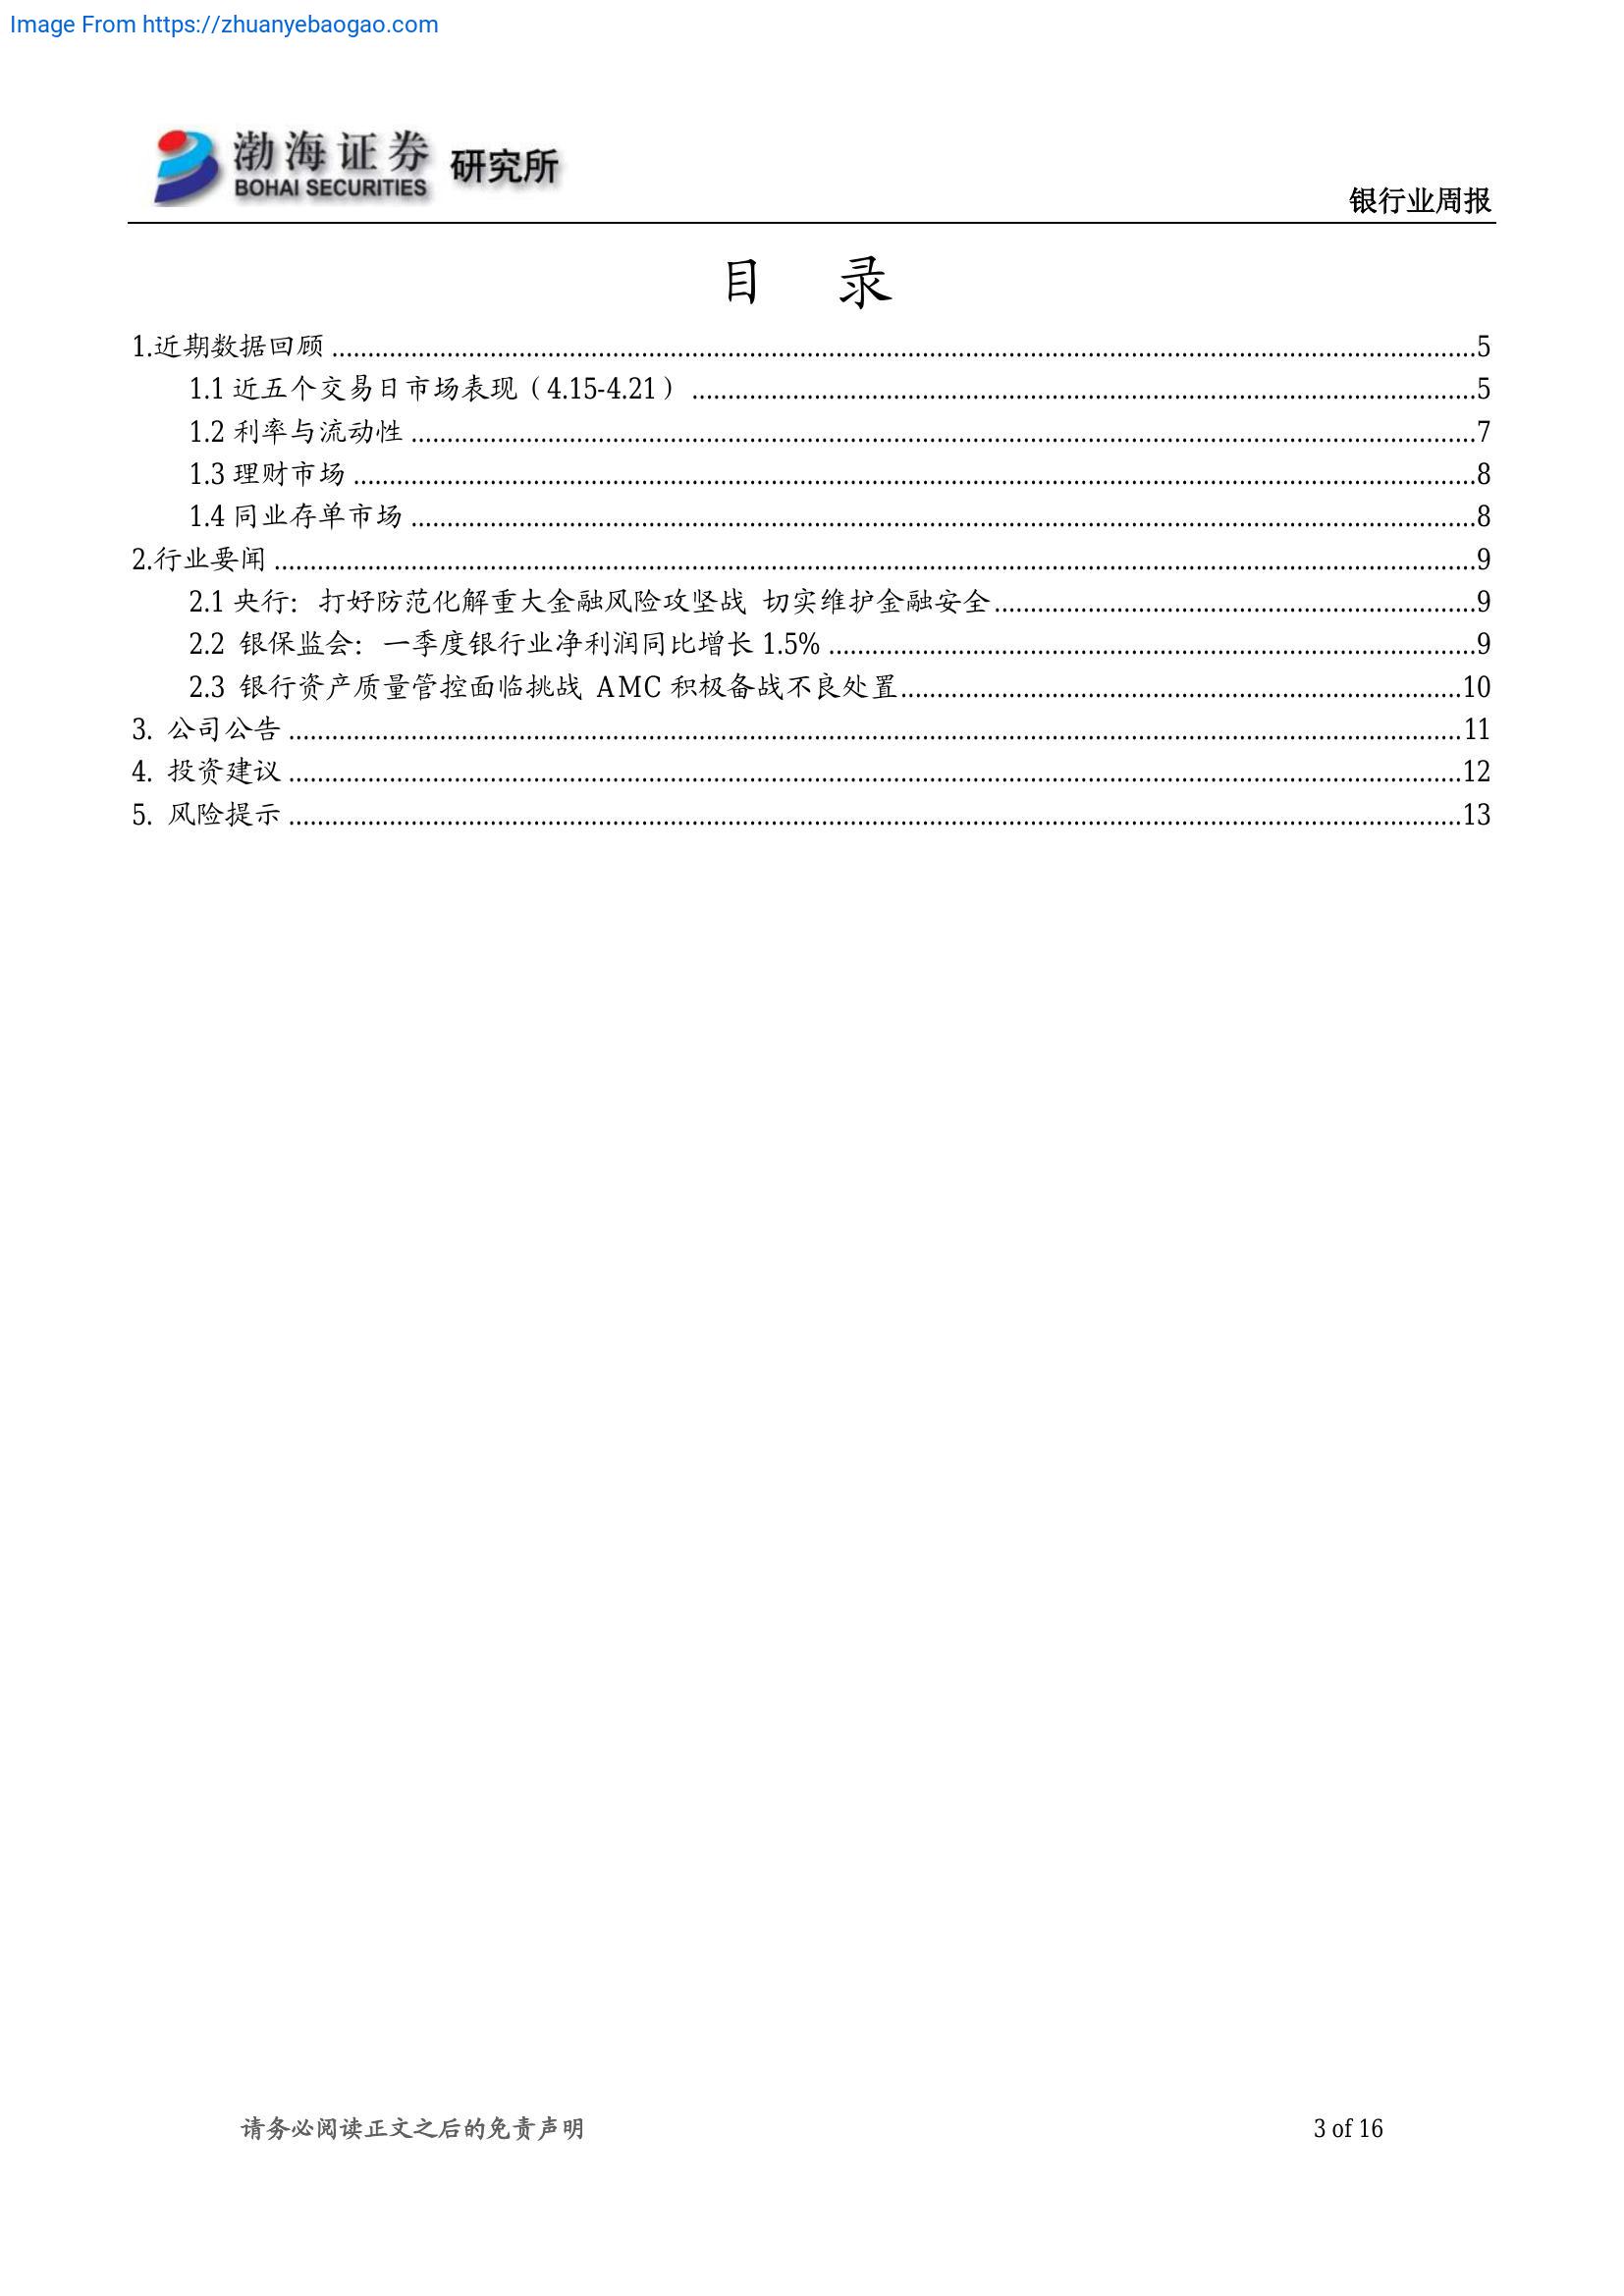 Image From https://zhuanyebaogao.com
渤海证券 研究所
BOHAI SECURITIES
银行业周报
目 录
1.近期数据回顾 ........................................ 5
1.1 近五个交易日市场表现（4.15-4.21） ........................................ 5
1.2 利率与流动性 ........................................ 7
1.3 理财市场 ........................................ 8
1.4 同业存单市场 ........................................ 8
2.行业要闻 ........................................ 9
2.1 央行：打好防范化解重大金融风险攻坚战 切实维护金融安全 ........................................ 9
2.2 银保监会：一季度银行业净利润同比增长 1.5% ........................................ 9
2.3 银行资产质量管控面临挑战 AMC 积极备战不良处置 ........................................ 10
3. 公司公告 ........................................ 11
4. 投资建议 ........................................ 12
5. 风险提示 ........................................ 13
请务必阅读正文之后的免责声明 3 of 16